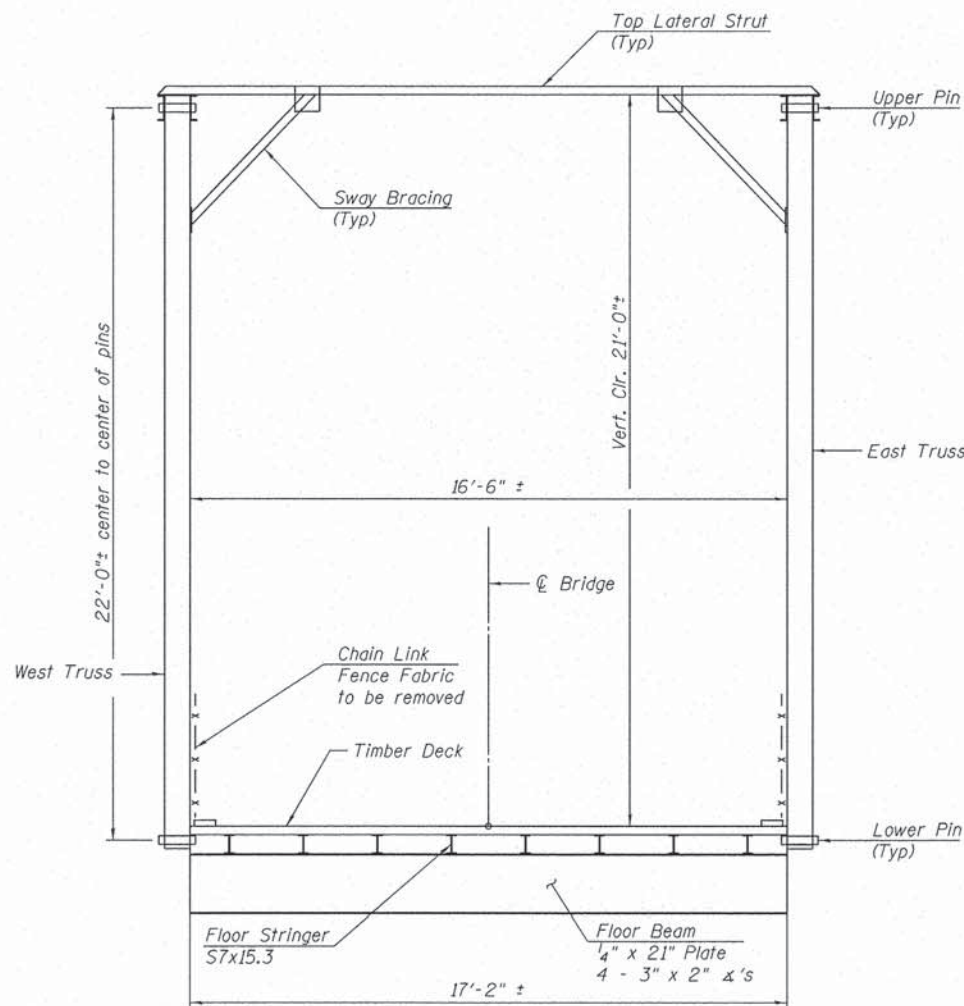 Top Lateral Strut
(Typ)
Upper Pin
(Typ)
Sway Bracing
(Typ)
22'-0"± center to center of pins
Vert. Clr. 21'-0"±
East Truss
16'-6" ±
℄ Bridge
West Truss
Chain Link
Fence Fabric
to be removed
Timber Deck
Lower Pin
(Typ)
Floor Stringer
S7x15.3
Floor Beam
1/4" x 21" Plate
4 - 3" x 2" ∡'s
17'-2" ±